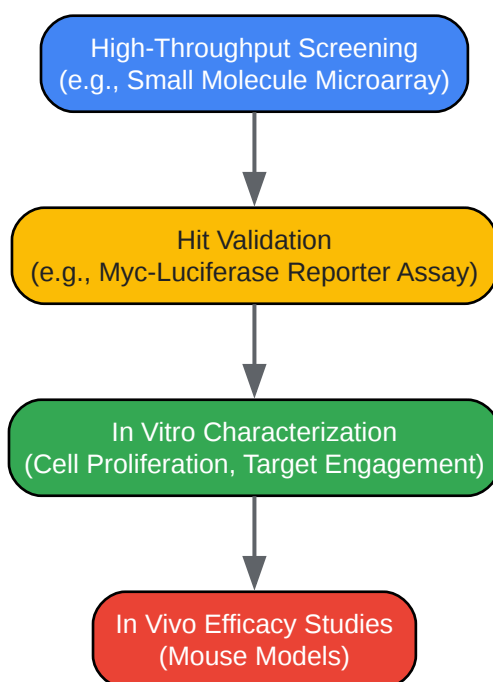 High-Throughput Screening
(e.g., Small Molecule Microarray)
Hit Validation
(e.g., Myc-Luciferase Reporter Assay)
In Vitro Characterization
(Cell Proliferation, Target Engagement)
In Vivo Efficacy Studies
(Mouse Models)